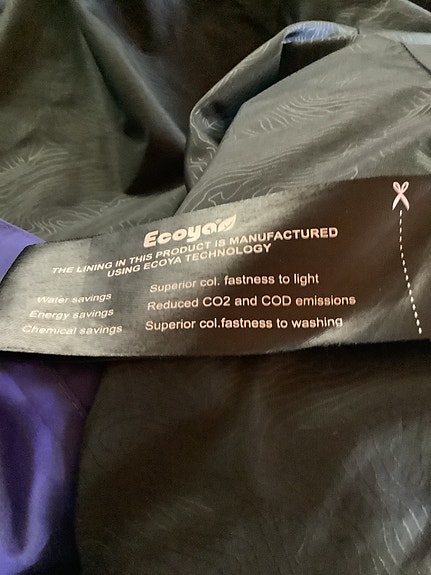 Ecoya
THE LINING IN THIS PRODUCT IS MANUFACTURED
USING ECOYA TECHNOLOGY
Water savings
Energy savings
Chemical savings
Superior col. fastness to light
Reduced CO2 and COD emissions
Superior col.fastness to washing